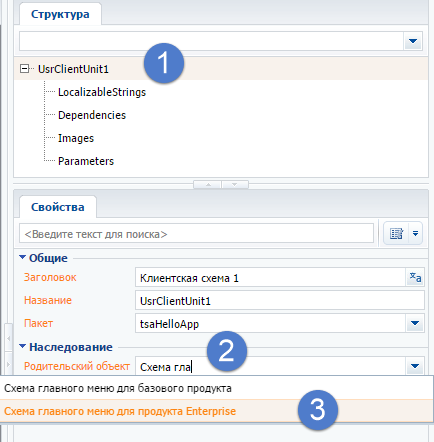 Структура
1
UsrClientUnit1
LocalizableStrings
Dependencies
Images
Parameters
Свойства
<Введите текст для поиска>
Общие
Заголовок Клиентская схема 1
Название UsrClientUnit1
Пакет tsaHelloApp
Наследование
2
Родительский объект Схема гла
Схема главного меню для базового продукта
Схема главного меню для продукта Enterprise
3